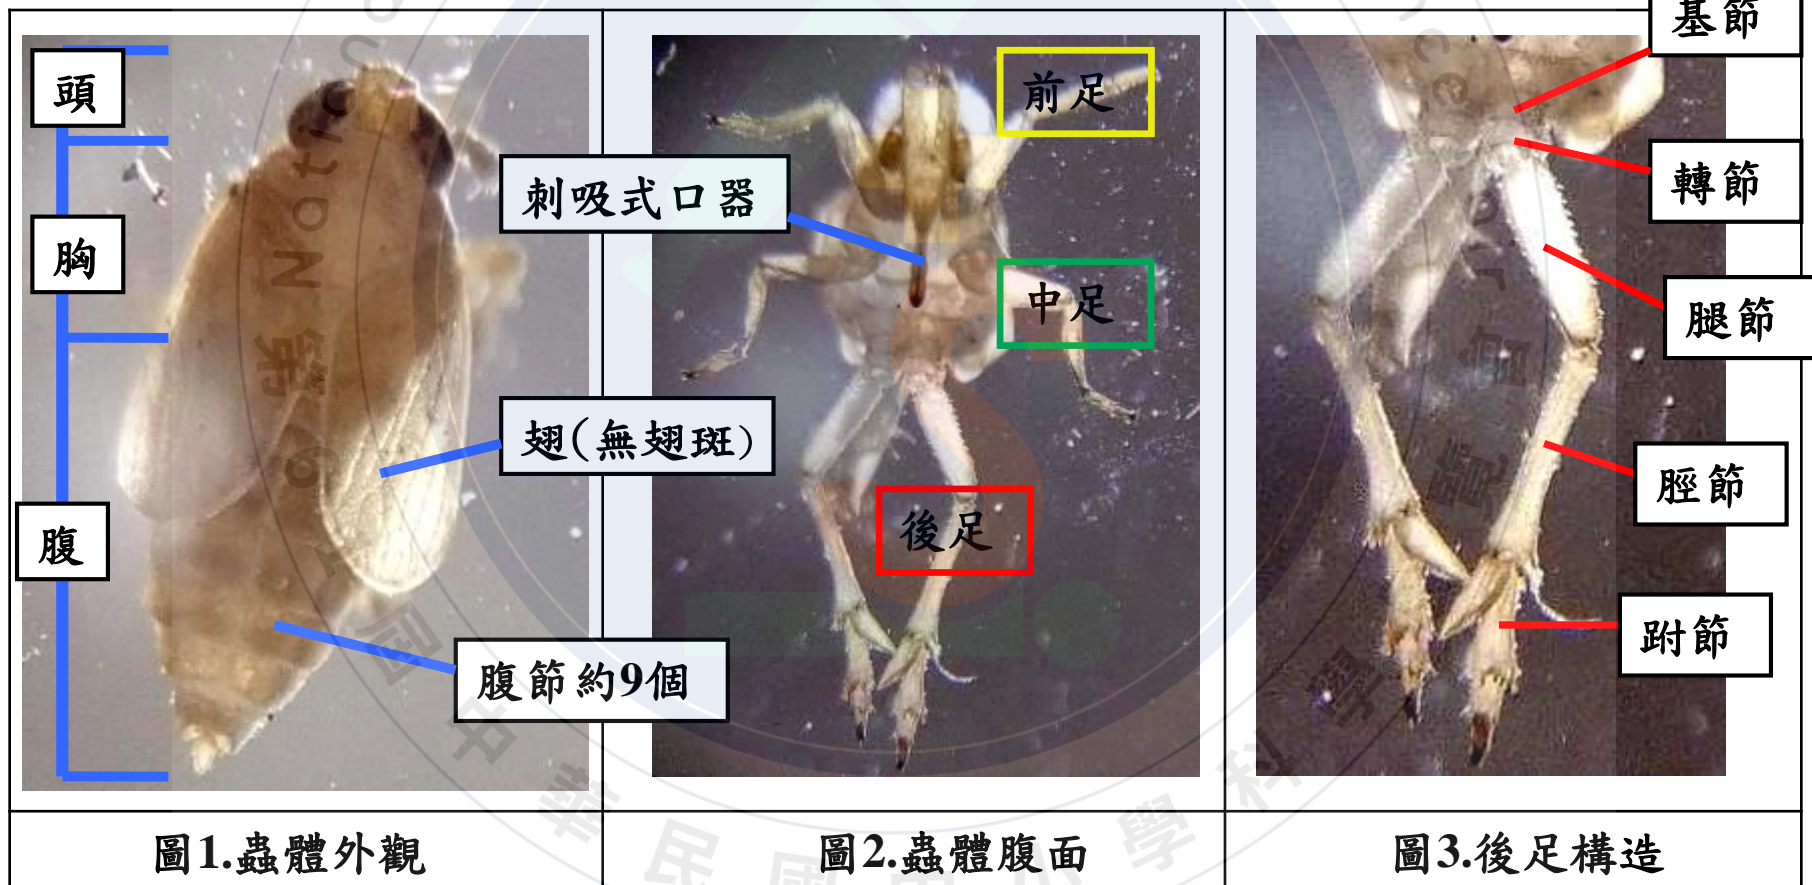 頭
胸
腹
刺吸式口器
翅(無翅斑)
腹節約9個
前足
中足
後足
基節
轉節
腿節
脛節
跗節
圖1.蟲體外觀
圖2.蟲體腹面
圖3.後足構造